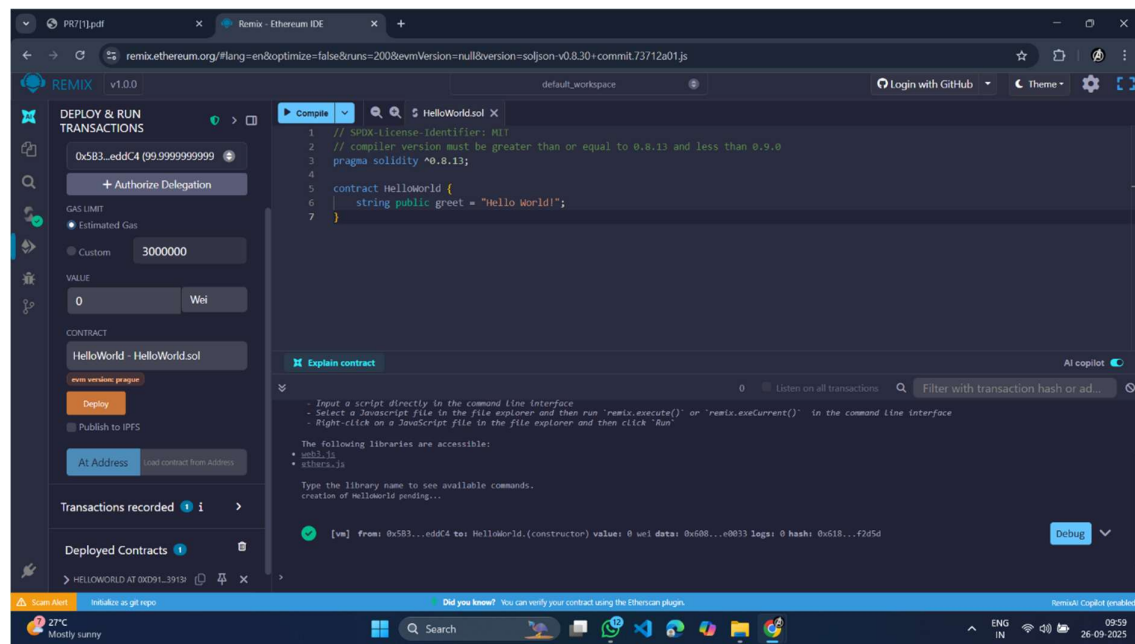 PR7[1].pdf
Remix - Ethereum IDE
remix.ethereum.org/#lang=en&optimize=false&runs=200&evmVersion=null&version=soljson-v0.8.30+commit.73712a01.js
REMIX v1.0.0
default_workspace
Login with GitHub
Theme
DEPLOY & RUN
TRANSACTIONS
0x5B3...eddC4 (99.9999999999
+ Authorize Delegation
GAS LIMIT
Estimated Gas
Custom 3000000
VALUE
0 Wei
CONTRACT
HelloWorld - HelloWorld.sol
evm version: prague
Deploy
Publish to IPFS
At Address Load contract from Address
Transactions recorded 1 i
Deployed Contracts 1
HELLOWORLD AT 0XD91...3913
Compile
HelloWorld.sol
1 // SPDX-License-Identifier: MIT
2 // compiler version must be greater than or equal to 0.8.13 and less than 0.9.0
3 pragma solidity ^0.8.13;
4
5 contract HelloWorld {
6 string public greet = "Hello World!";
7 }
Explain contract
AI copilot
0 Listen on all transactions Filter with transaction hash or ad...
- Input a script directly in the command line interface
- Select a Javascript file in the file explorer and then run `remix.execute()` or `remix.exeCurrent()` in the command line interface
- Right-click on a JavaScript file in the file explorer and then click `Run`
The following libraries are accessible:
• web3.js
• ethers.js
Type the library name to see available commands.
creation of HelloWorld pending...
[vm] from: 0x5B3...eddC4 to: HelloWorld.(constructor) value: 0 wei data: 0x608...e0033 logs: 0 hash: 0x618...f2d5d
Debug
>
Scam Alert Initialize as git repo
Did you know? You can verify your contract using the Etherscan plugin.
RemixAI Copilot (enabled)
27°C
Mostly sunny
Search
12
ENG
IN
09:59
26-09-2025